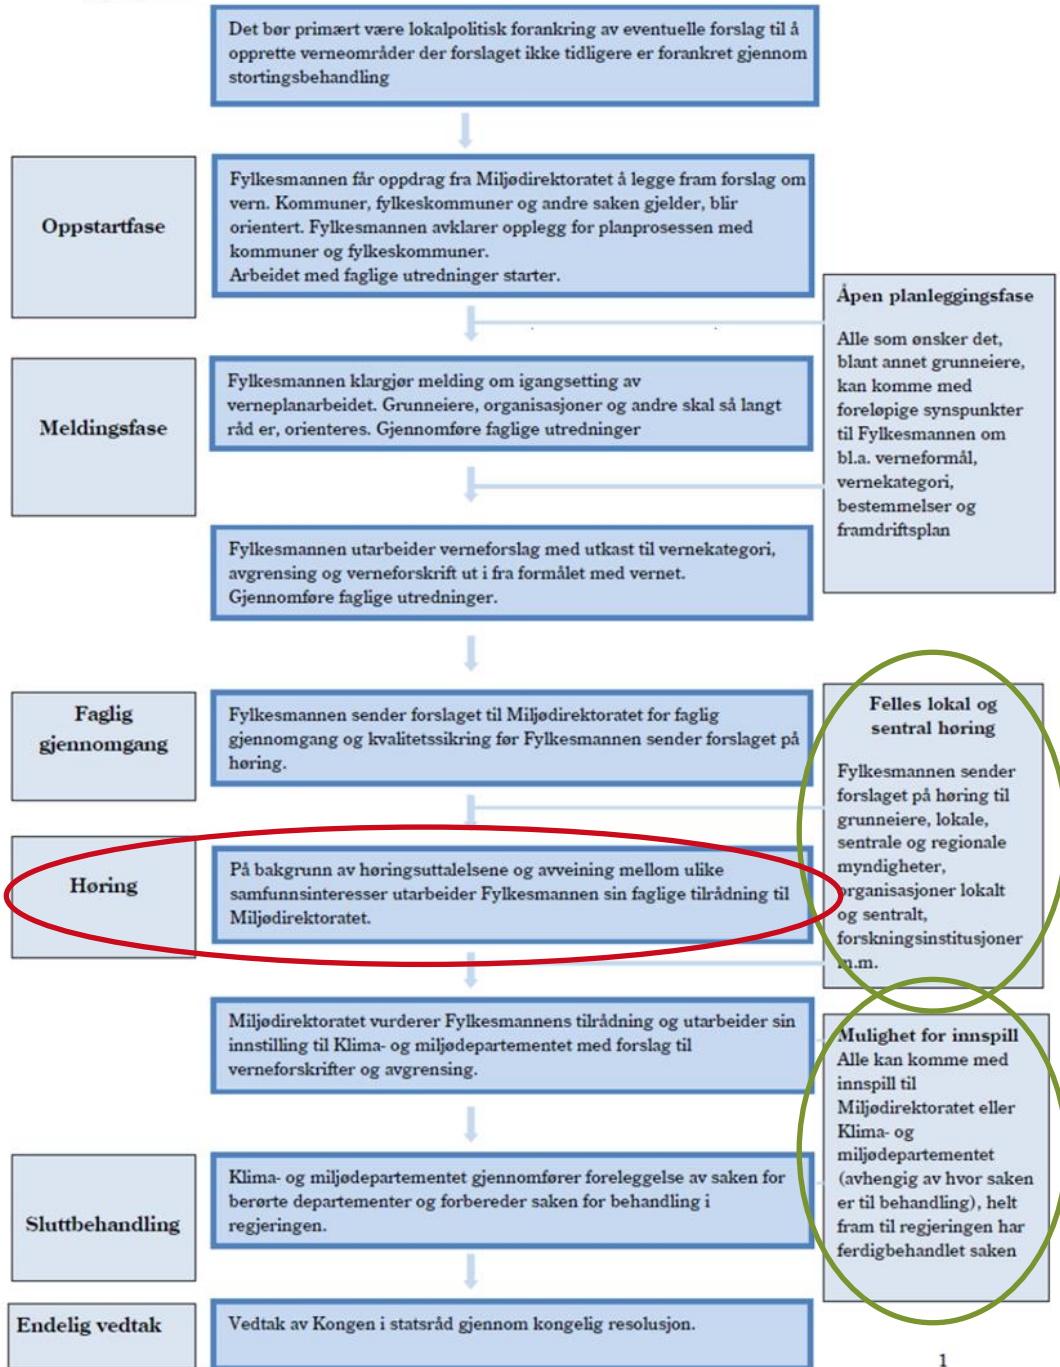 Det bør primært være lokalpolitisk forankring av eventuelle forslag til å
opprette verneområder der forslaget ikke tidligere er forankret gjennom
stortingsbehandling
Oppstartfase
Fylkesmannen får oppdrag fra Miljødirektoratet å legge fram forslag om
vern. Kommuner, fylkeskommuner og andre saken gjelder, blir
orientert. Fylkesmannen avklarer opplegg for planprosessen med
kommuner og fylkeskommuner.
Arbeidet med faglige utredninger starter.
Åpen planleggingsfase
Alle som ønsker det,
blant annet grunneiere,
kan komme med
foreløpige synspunkter
til Fylkesmannen om
bl.a. verneformål,
vernekategori,
bestemmelser og
framdriftsplan
Meldingsfase
Fylkesmannen klargjør melding om igangsetting av
verneplanarbeidet. Grunneiere, organisasjoner og andre skal så langt
råd er, orienteres. Gjennomføre faglige utredninger
Fylkesmannen utarbeider verneforslag med utkast til vernekategori,
avgrensing og verneforskrift ut i fra formålet med vernet.
Gjennomføre faglige utredninger.
Faglig
gjennomgang
Fylkesmannen sender forslaget til Miljødirektoratet for faglig
gjennomgang og kvalitetssikring før Fylkesmannen sender forslaget på
høring.
Felles lokal og
sentral høring
Fylkesmannen sender
forslaget på høring til
grunneiere, lokale,
sentrale og regionale
myndigheter,
organisasjoner lokalt
og sentralt,
forskningsinstitusjoner
m.m.
Høring
På bakgrunn av høringsuttalelsene og avveining mellom ulike
samfunnsinteresser utarbeider Fylkesmannen sin faglige tilrådning til
Miljødirektoratet.
Miljødirektoratet vurderer Fylkesmannens tilrådning og utarbeider sin
innstilling til Klima- og miljødepartementet med forslag til
verneforskrifter og avgrensing.
Mulighet for innspill
Alle kan komme med
innspill til
Miljødirektoratet eller
Klima- og
miljødepartementet
(avhengig av hvor saken
er til behandling), helt
fram til regjeringen har
ferdigbehandlet saken
Sluttbehandling
Klima- og miljødepartementet gjennomfører foreleggelse av saken for
berørte departementer og forbereder saken for behandling i
regjeringen.
Endelig vedtak
Vedtak av Kongen i statsråd gjennom kongelig resolusjon.
1